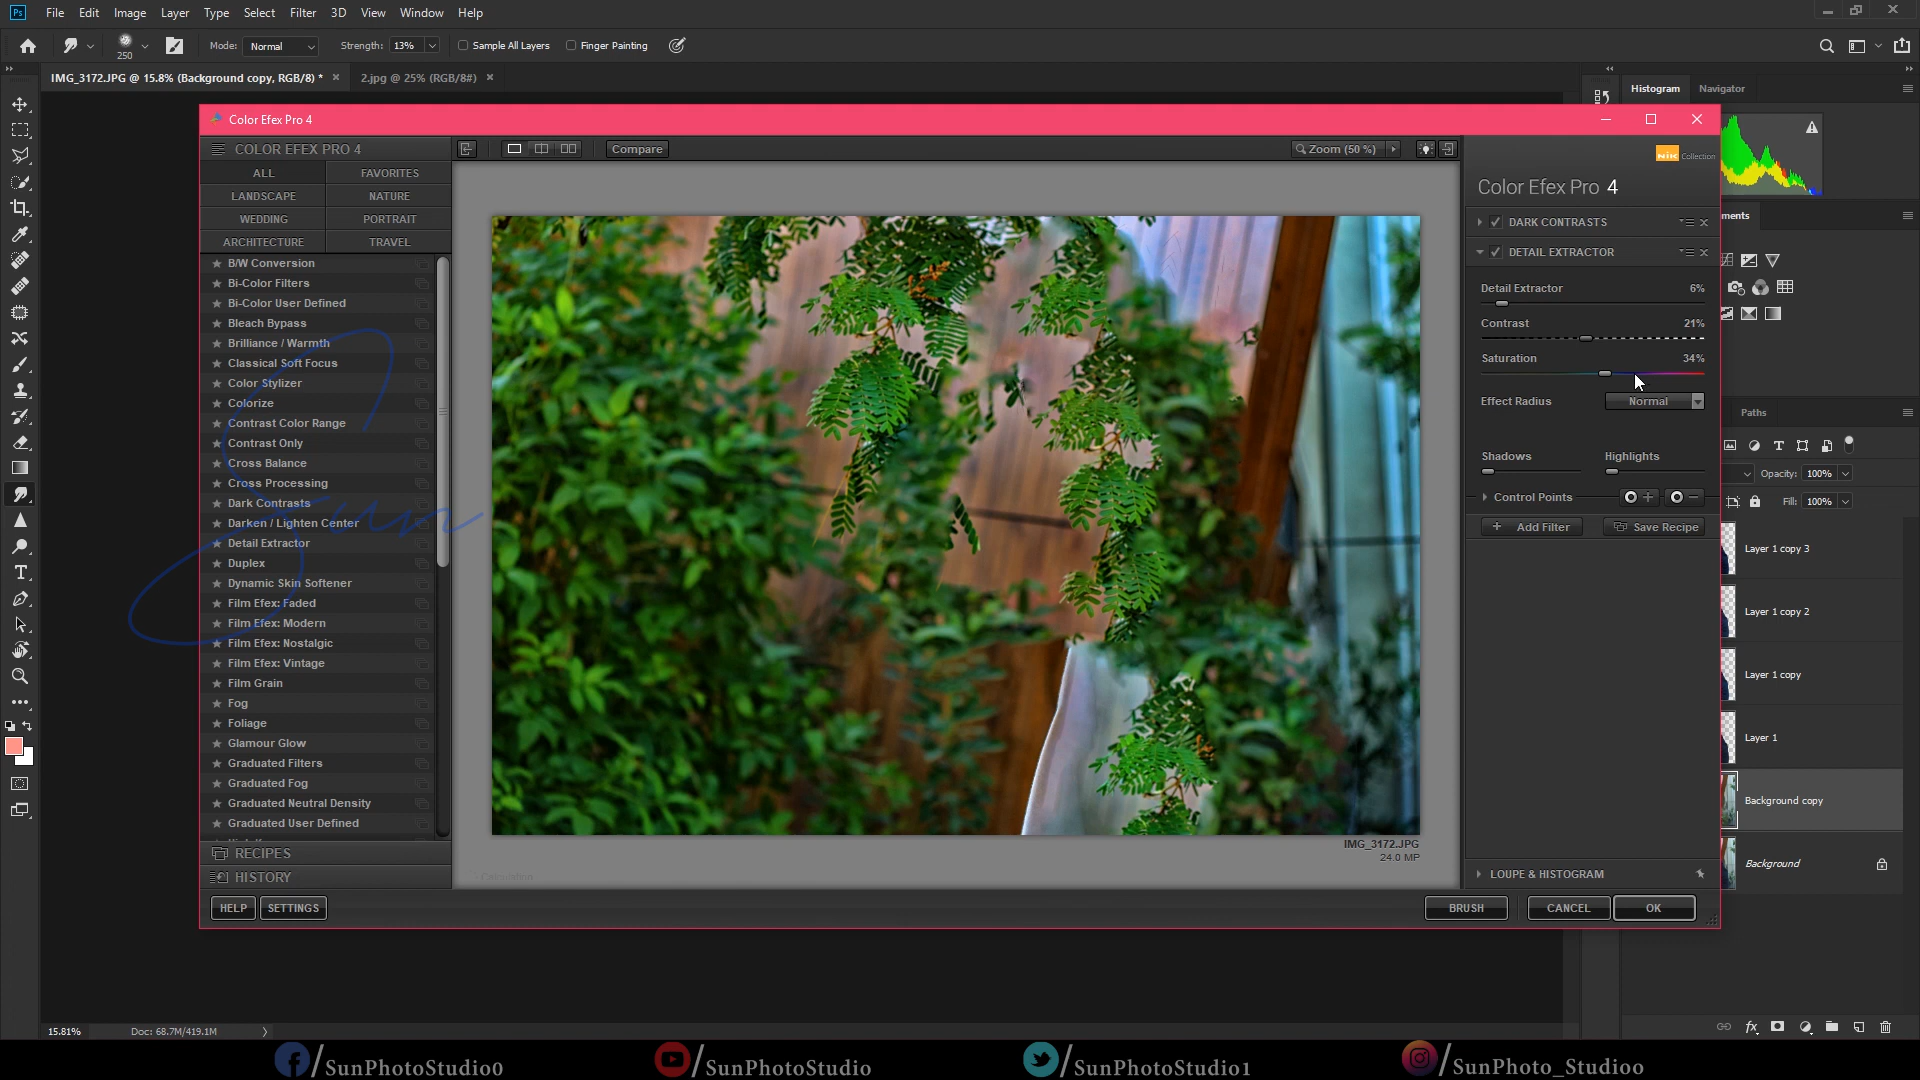 Ps File Edit Image Layer Type Select Filter 3D View Window Help
250 Mode: Normal Strength: 13% Sample All Layers Finger Painting
IMG_3172.JPG @ 15.8% (Background copy, RGB/8) * 2.jpg @ 25% (RGB/8#)
Histogram Navigator
Color Efex Pro 4
COLOR EFEX PRO 4
Compare
Zoom (50 %)
ALL FAVORITES
LANDSCAPE NATURE
WEDDING PORTRAIT
ARCHITECTURE TRAVEL
B/W Conversion
Bi-Color Filters
Bi-Color User Defined
Bleach Bypass
Brilliance / Warmth
Classical Soft Focus
Color Stylizer
Colorize
Contrast Color Range
Contrast Only
Cross Balance
Cross Processing
Dark Contrasts
Darken / Lighten Center
Detail Extractor
Duplex
Dynamic Skin Softener
Film Efex: Faded
Film Efex: Modern
Film Efex: Nostalgic
Film Efex: Vintage
Film Grain
Fog
Foliage
Glamour Glow
Graduated Filters
Graduated Fog
Graduated Neutral Density
Graduated User Defined
RECIPES
HISTORY
HELP SETTINGS
Sun
IMG_3172.JPG
24.0 MP
Calculation
Nik Collection
Color Efex Pro 4
DARK CONTRASTS
DETAIL EXTRACTOR
Detail Extractor 6%
Contrast 21%
Saturation 34%
Effect Radius Normal
Shadows Highlights
Control Points
+ Add Filter Save Recipe
LOUPE & HISTOGRAM
BRUSH CANCEL OK
ments
Paths
Opacity: 100%
Fill: 100%
Layer 1 copy 3
Layer 1 copy 2
Layer 1 copy
Layer 1
Background copy
Background
15.81% Doc: 68.7M/419.1M
/SunPhotoStudio0 /SunPhotoStudio /SunPhotoStudio1 /SunPhoto_Studioo